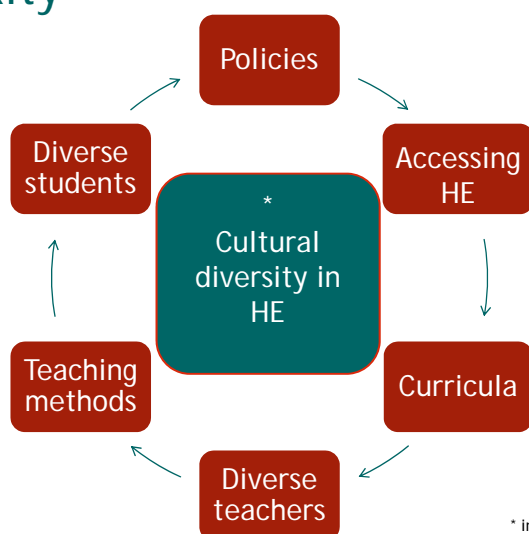 Policies
Accessing
HE
Diverse
students
*
Cultural
diversity in
HE
Teaching
methods
Curricula
Diverse
teachers